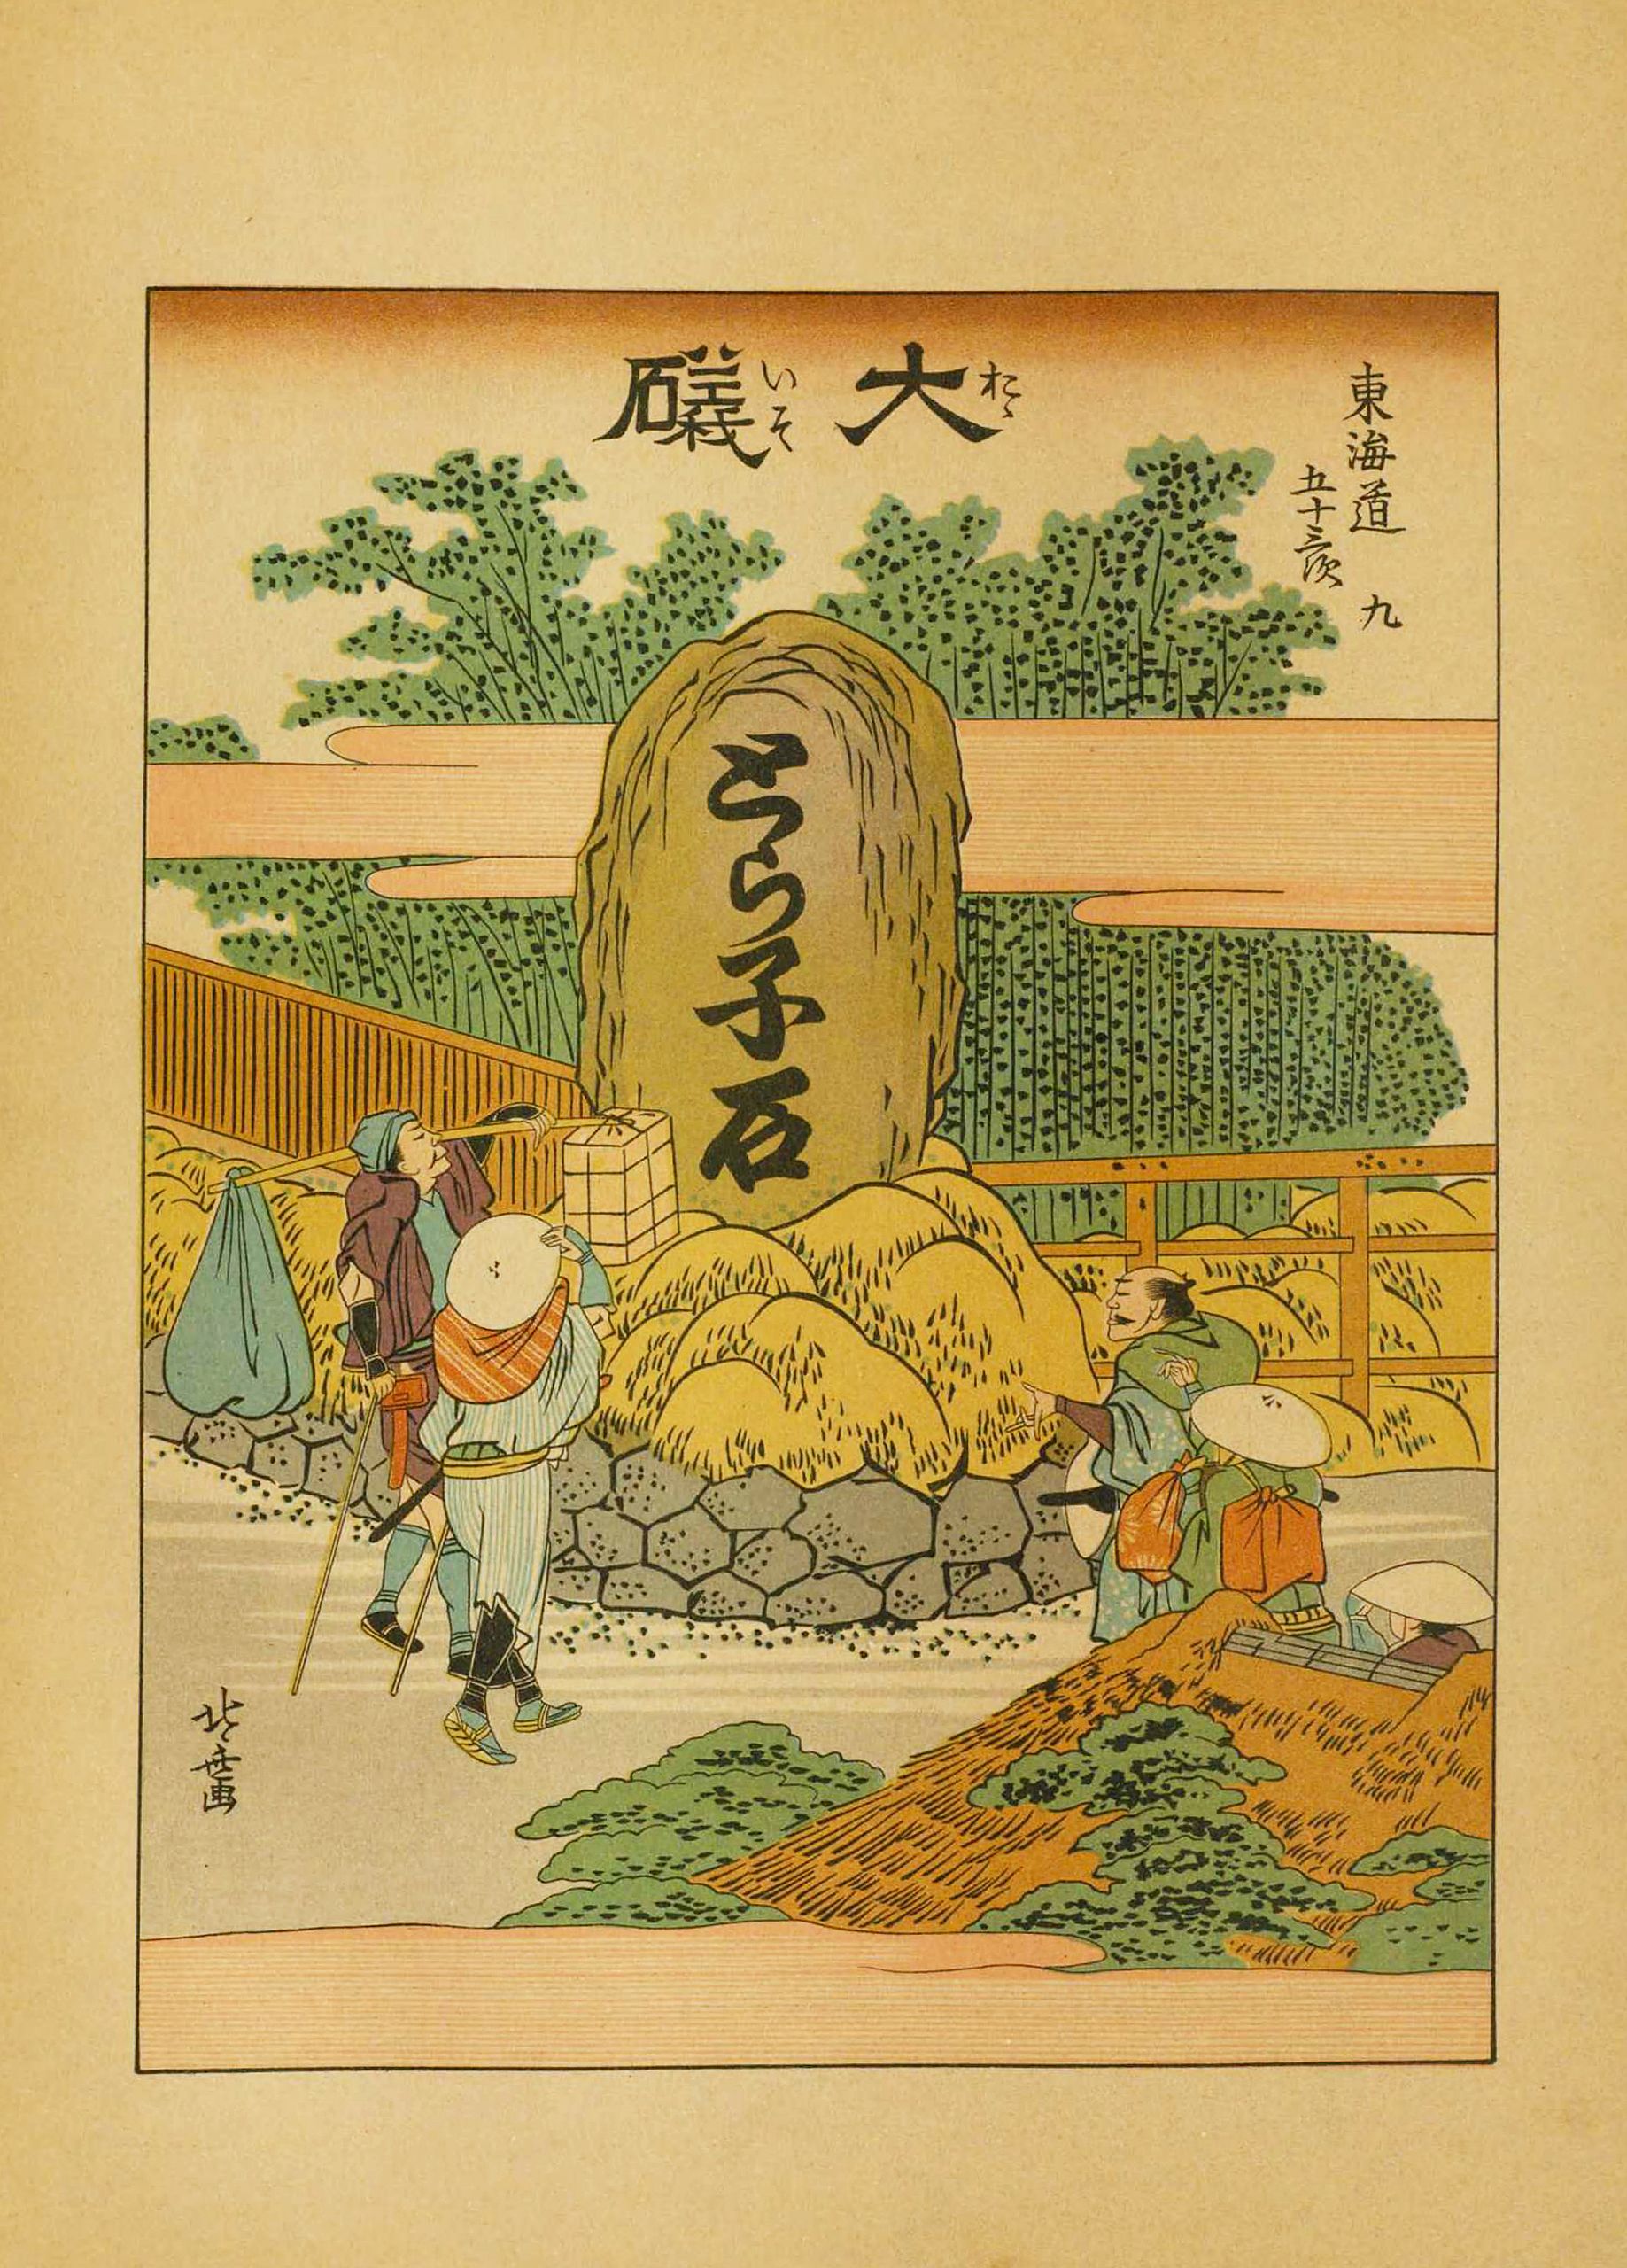 東海道
五十三次
九
大礒
おゝ
いそ
とら子石
北斎画